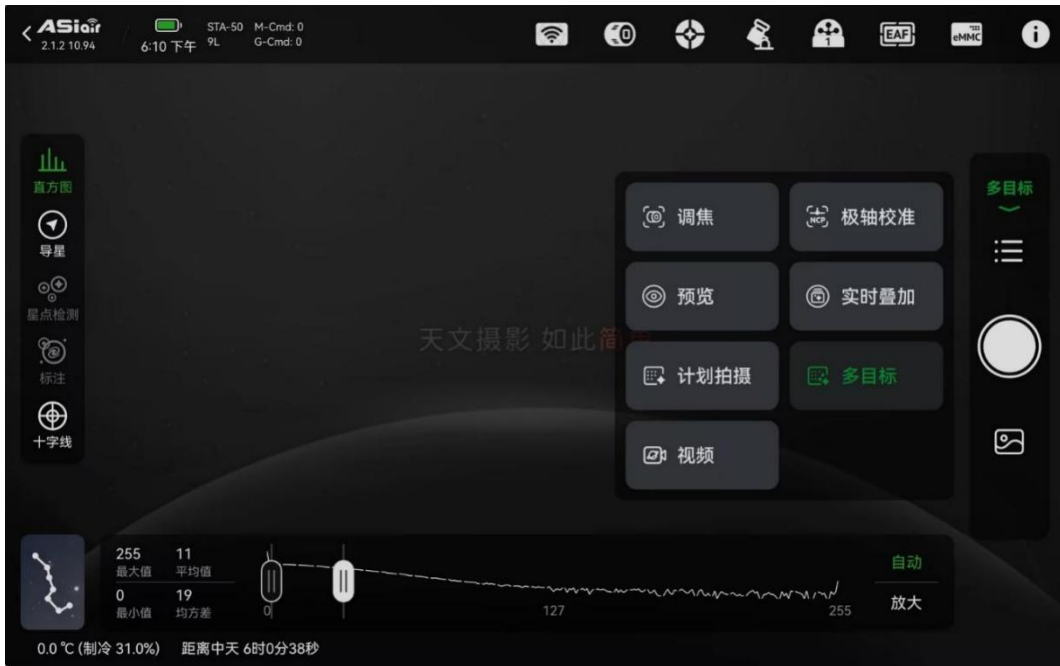 ASiair
2.1.2 10.94
6:10 下午
STA-50 M-Cmd: 0
9L G-Cmd: 0
EAF
eMMC
1
直方图
导星
星点检测
标注
十字线
天文摄影 如此简单
调焦
NCP 极轴校准
预览
实时叠加
计划拍摄
多目标
视频
多目标
255 11
最大值 平均值
0 19
最小值 均方差
0 127 255
自动
放大
0.0 ℃ (制冷 31.0%) 距离中天 6时0分38秒